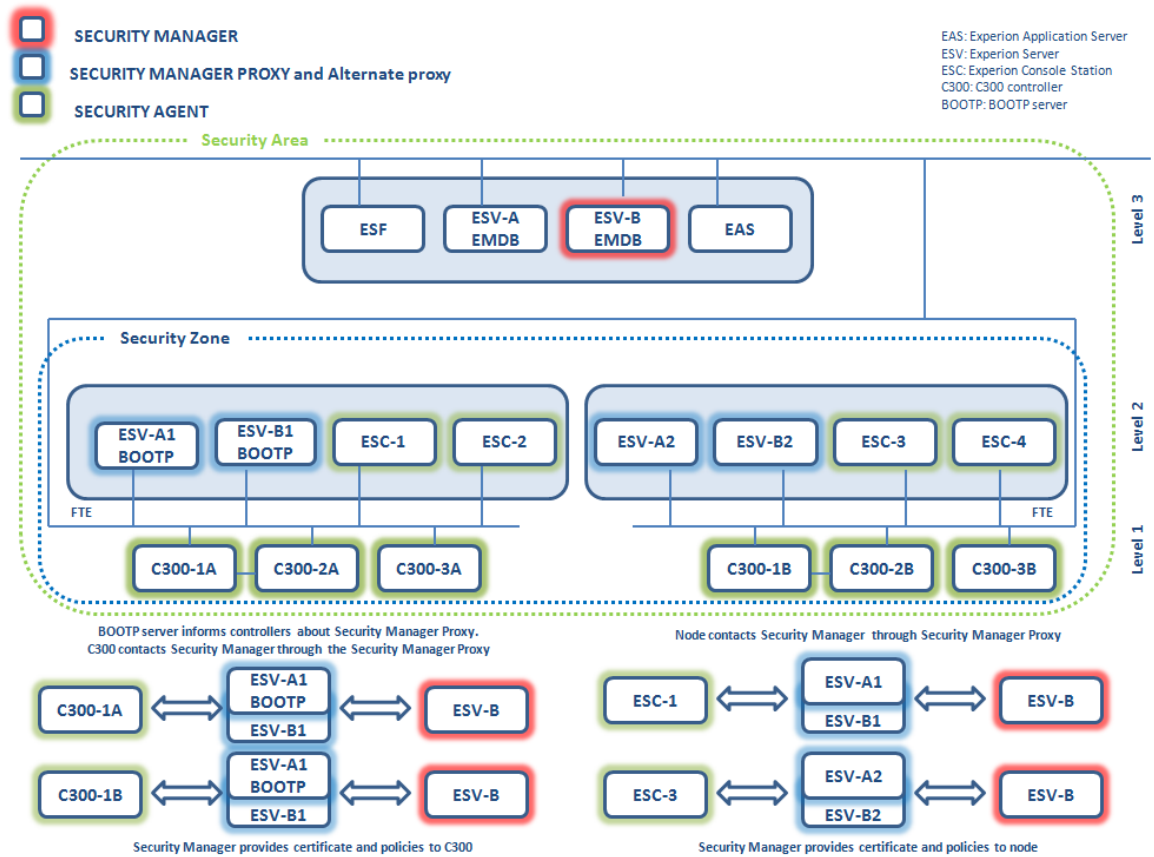 SECURITY MANAGER
SECURITY MANAGER PROXY and Alternate proxy
SECURITY AGENT
EAS: Experion Application Server
ESV: Experion Server
ESC: Experion Console Station
C300: C300 controller
BOOTP: BOOTP server
Security Area
Level 3
ESF
ESV-A
EMDB
ESV-B
EMDB
EAS
Security Zone
Level 2
ESV-A1
BOOTP
ESV-B1
BOOTP
ESC-1
ESC-2
ESV-A2
ESV-B2
ESC-3
ESC-4
FTE
FTE
Level 1
C300-1A
C300-2A
C300-3A
C300-1B
C300-2B
C300-3B
BOOTP server informs controllers about Security Manager Proxy.
C300 contacts Security Manager through the Security Manager Proxy
C300-1A
ESV-A1
BOOTP
ESV-B1
ESV-B
C300-1B
ESV-A1
BOOTP
ESV-B1
ESV-B
Security Manager provides certificate and policies to C300
Node contacts Security Manager through Security Manager Proxy
ESC-1
ESV-A1
ESV-B1
ESV-B
ESC-3
ESV-A2
ESV-B2
ESV-B
Security Manager provides certificate and policies to node